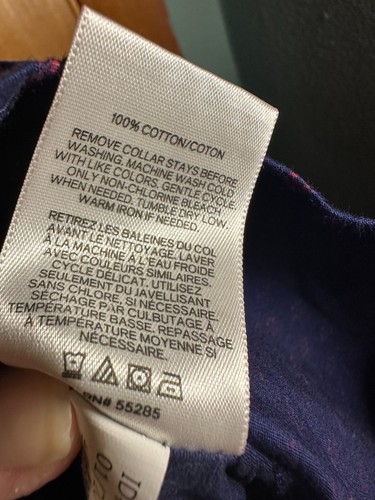 100% COTTON/COTON
REMOVE COLLAR STAYS BEFORE
WASHING. MACHINE WASH COLD
WITH LIKE COLORS. GENTLE CYCLE.
ONLY NON-CHLORINE BLEACH
WHEN NEEDED. TUMBLE DRY LOW.
WARM IRON IF NEEDED.
RETIREZ LES BALEINES DU COL
AVANT LE NETTOYAGE. LAVER
À LA MACHINE À L'EAU FROIDE
AVEC COULEURS SIMILAIRES.
CYCLE DÉLICAT. UTILISEZ
SEULEMENT DU JAVELLISANT
SANS CHLORE, SI NÉCESSAIRE.
SÉCHAGE PAR CULBUTAGE À
TEMPÉRATURE BASSE. REPASSAGE
À TEMPÉRATURE MOYENNE SI
NÉCESSAIRE.
RN# 55285